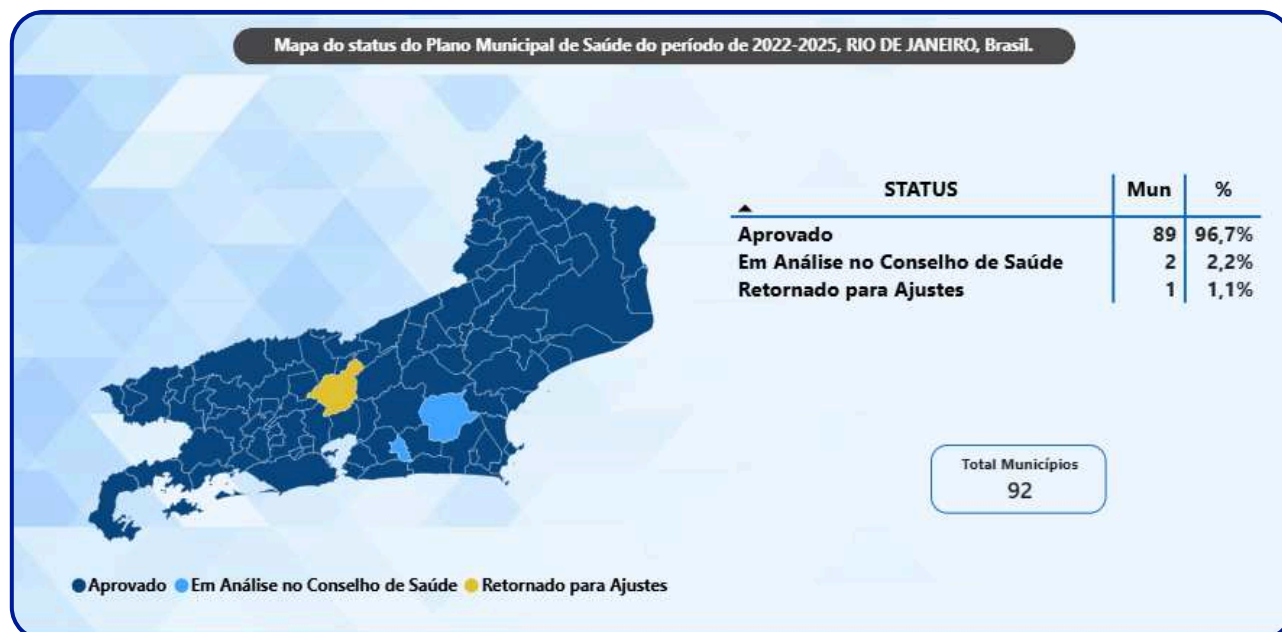 Mapa do status do Plano Municipal de Saúde do período de 2022-2025, RIO DE JANEIRO, Brasil.
STATUS Mun %
Aprovado 89 96,7%
Em Análise no Conselho de Saúde 2 2,2%
Retornado para Ajustes 1 1,1%
Total Municípios
92
Aprovado Em Análise no Conselho de Saúde Retornado para Ajustes